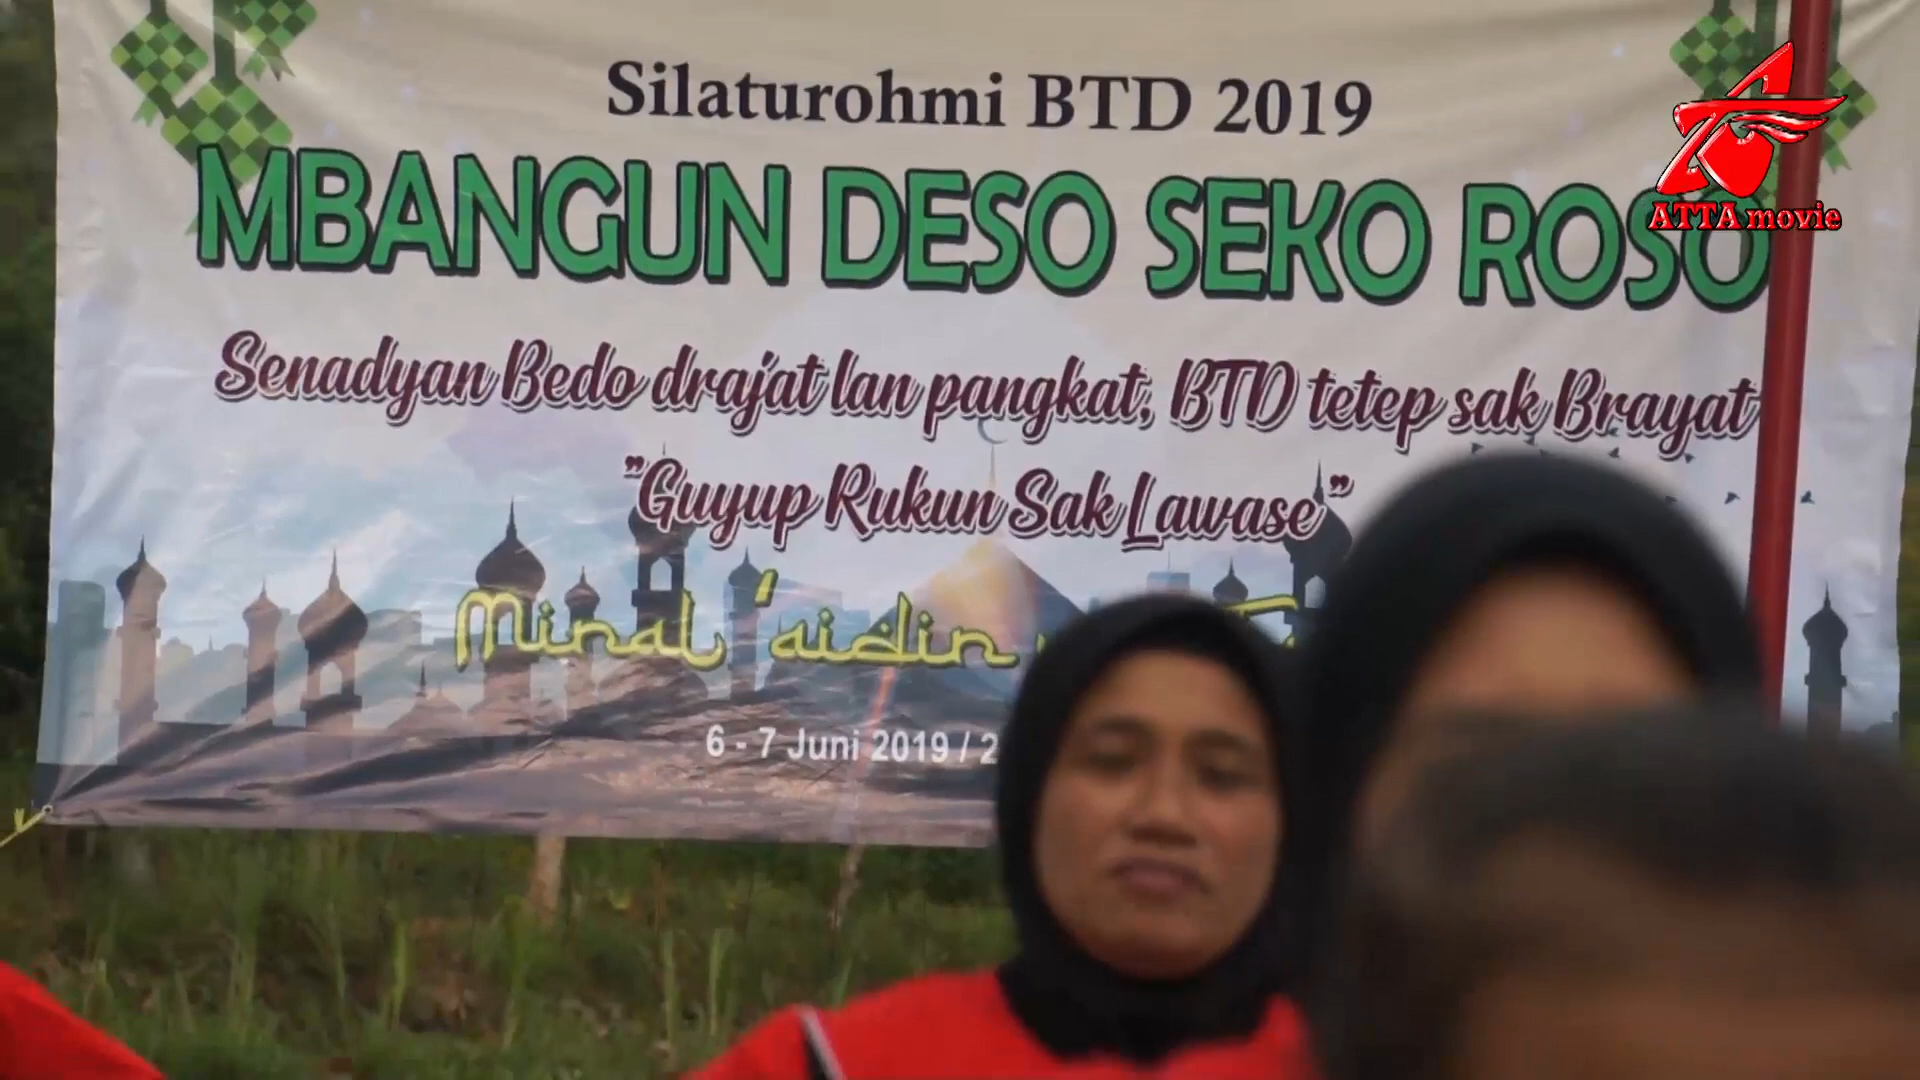 Silaturohmi BTD 2019
MBANGUN DESO SEKO ROSO
ATTA movie
Senadyan Bedo drajat lan pangkat, BTD tetep sak Brayat
"Guyup Rukun Sak Lawase"
Minal 'aidin
6 - 7 Juni 2019 / 2